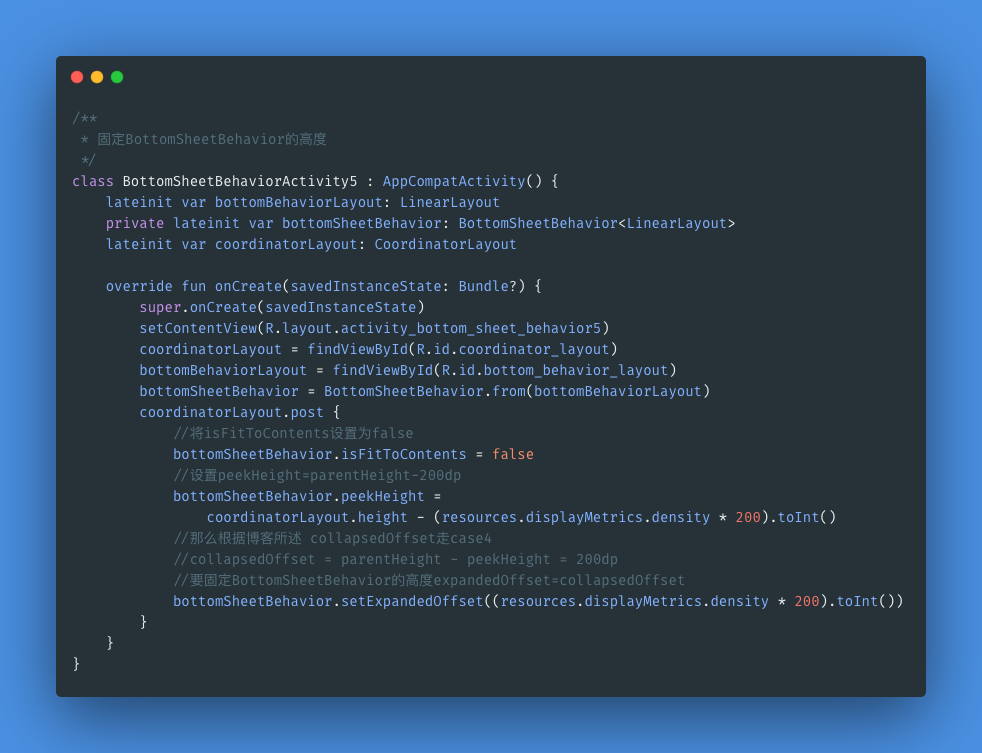 /**
 * 固定BottomSheetBehavior的高度
 */
class BottomSheetBehaviorActivity5 : AppCompatActivity() {
    lateinit var bottomBehaviorLayout: LinearLayout
    private lateinit var bottomSheetBehavior: BottomSheetBehavior<LinearLayout>
    lateinit var coordinatorLayout: CoordinatorLayout

    override fun onCreate(savedInstanceState: Bundle?) {
        super.onCreate(savedInstanceState)
        setContentView(R.layout.activity_bottom_sheet_behavior5)
        coordinatorLayout = findViewById(R.id.coordinator_layout)
        bottomBehaviorLayout = findViewById(R.id.bottom_behavior_layout)
        bottomSheetBehavior = BottomSheetBehavior.from(bottomBehaviorLayout)
        coordinatorLayout.post {
            //将isFitToContents设置为false
            bottomSheetBehavior.isFitToContents = false
            //设置peekHeight=parentHeight-200dp
            bottomSheetBehavior.peekHeight =
                coordinatorLayout.height - (resources.displayMetrics.density * 200).toInt()
            //那么根据博客所述 collapsedOffset走case4
            //collapsedOffset = parentHeight - peekHeight = 200dp
            //要固定BottomSheetBehavior的高度expandedOffset=collapsedOffset
            bottomSheetBehavior.setExpandedOffset((resources.displayMetrics.density * 200).toInt())
        }
    }
}